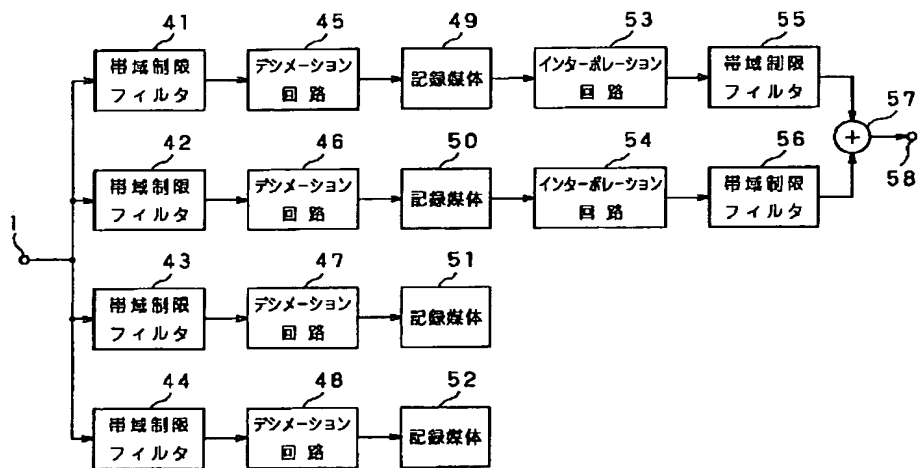 41
45
49
53
55
帯域制限
フィルタ
デシメーション
回路
記録媒体
インターポレーション
回路
帯域制限
フィルタ
57
+
58
42
46
50
54
56
帯域制限
フィルタ
デシメーション
回路
記録媒体
インターポレーション
回路
帯域制限
フィルタ
1
43
47
51
帯域制限
フィルタ
デシメーション
回路
記録媒体
44
48
52
帯域制限
フィルタ
デシメーション
回路
記録媒体